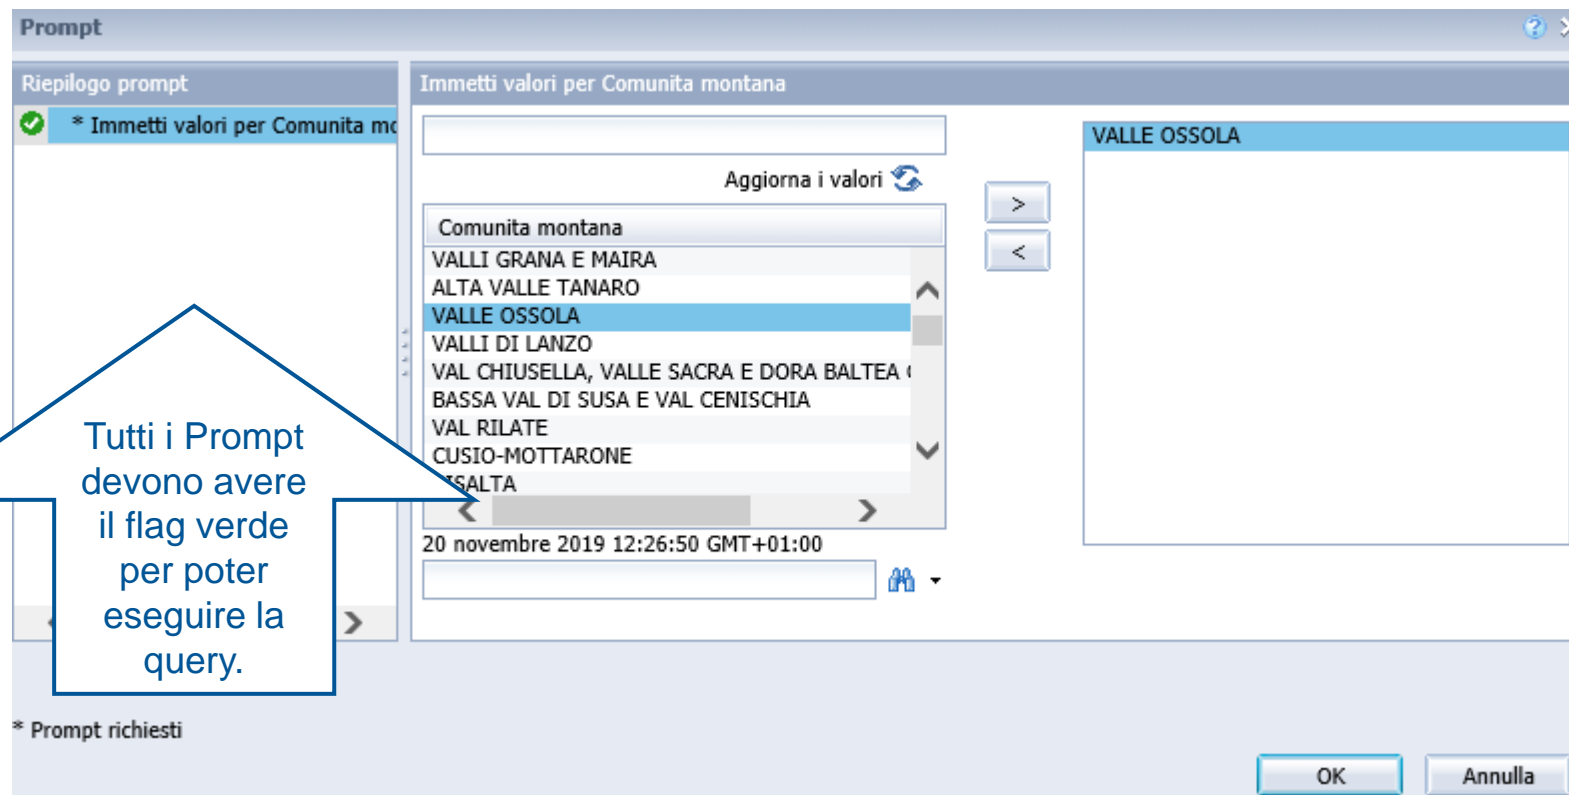 Prompt
Riepilogo prompt
* Immetti valori per Comunita
Immetti valori per Comunita montana
Aggiorna i valori
Comunita montana
VALLI GRANA E MAIRA
ALTA VALLE TANARO
VALLE OSSOLA
VALLI DI LANZO
VAL CHIUSELLA, VALLE SACRA E DORA BALTEA
BASSA VAL DI SUSA E VAL CENISCHIA
VAL RILATE
CUSIO-MOTTARONE
20 novembre 2019 12:26:50 GMT+01:00
>
<
VALLE OSSOLA
Tutti i Prompt
devono avere
il flag verde
per poter
eseguire la
query.
* Prompt richiesti
OK
Annulla